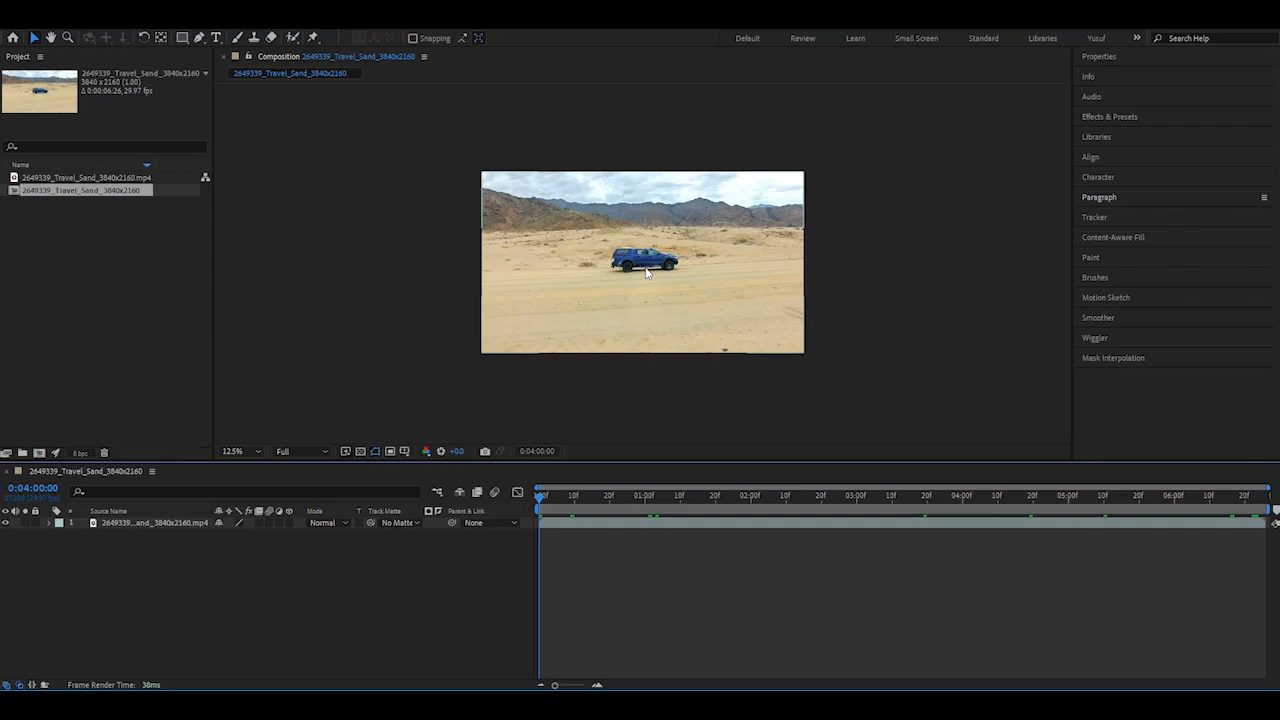 Snapping
Default
Review
Learn
Small Screen
Standard
Libraries
Yusuf
Search Help
Project
2649339_Travel_Sand_3840x2160
3840 x 2160 (1.00)
Δ 0:00:06:26, 29.97 fps
Name
2649339_Travel_Sand_3840x2160.mp4
2649339_Travel_Sand_3840x2160
8 bpc
Composition 2649339_Travel_Sand_3840x2160
2649339_Travel_Sand_3840x2160
12.5%
Full
+0.0
0:04:00:00
Properties
Info
Audio
Effects & Presets
Libraries
Align
Character
Paragraph
Tracker
Content-Aware Fill
Paint
Brushes
Motion Sketch
Smoother
Wiggler
Mask Interpolation
2649339_Travel_Sand_3840x2160
0:04:00:00
# Source Name Mode T Track Matte Parent & Link
1 2649339...and_3840x2160.mp4 Normal No Matte None
10f 20f 01:00f 10f 20f 02:00f 10f 20f 03:00f 10f 20f 04:00f 10f 20f 05:00f 10f 20f 06:00f 10f 20f
Frame Render Time: 38ms